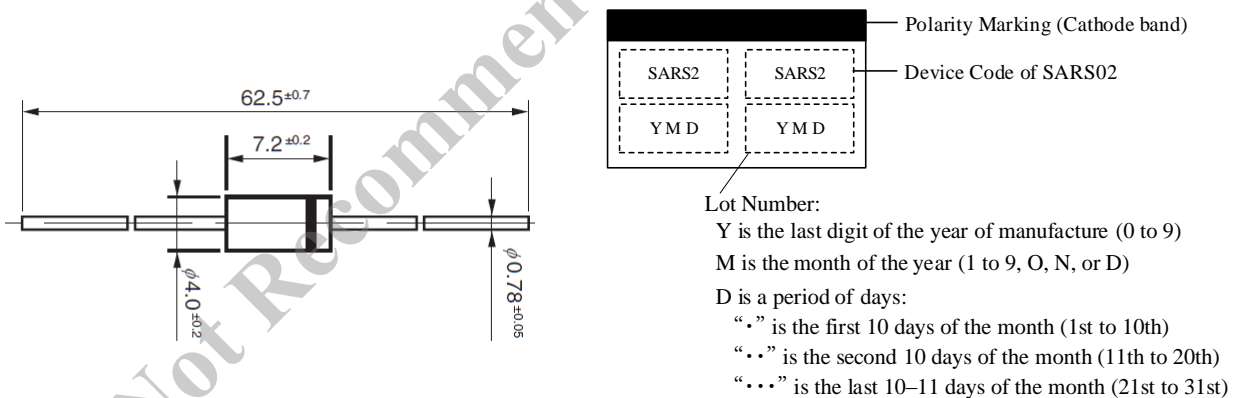 62.5±0.7
7.2±0.2
ϕ4.0±0.2
ϕ0.78±0.05
Not Recomm
Polarity Marking (Cathode band)
SARS2 SARS2
Device Code of SARS02
Y M D Y M D
Lot Number:
Y is the last digit of the year of manufacture (0 to 9)
M is the month of the year (1 to 9, O, N, or D)
D is a period of days:
“•” is the first 10 days of the month (1st to 10th)
“••” is the second 10 days of the month (11th to 20th)
“•••” is the last 10–11 days of the month (21st to 31st)